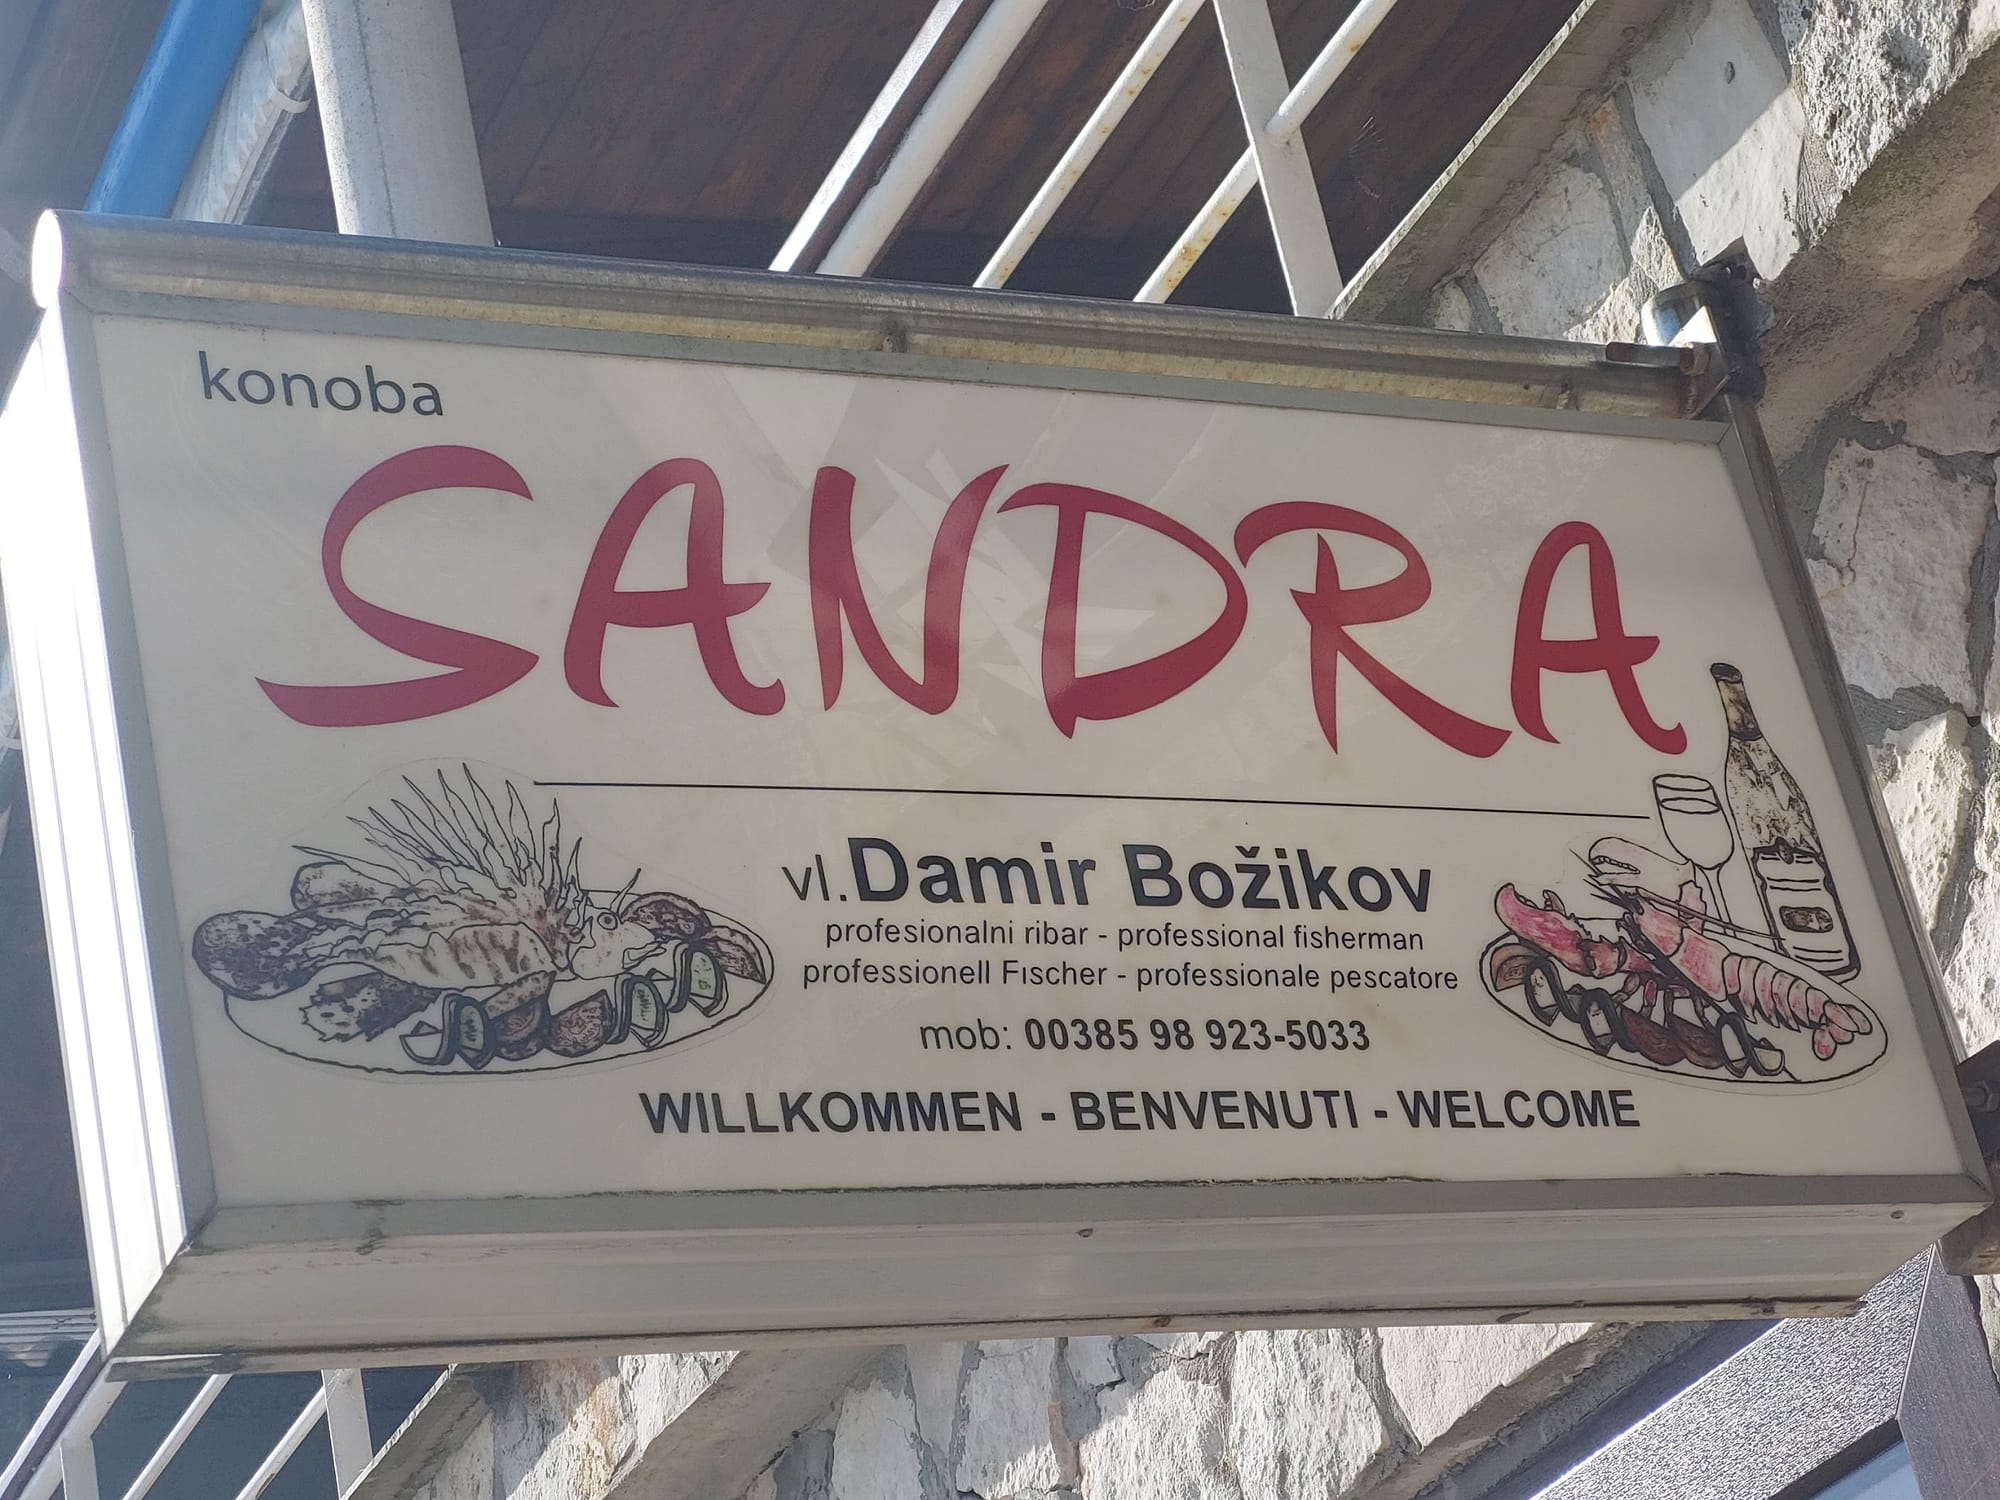 konoba
SANDRA
vl.Damir Božikov
profesionalni ribar - professional fisherman
professionell Fıscher - professionale pescatore
mob: 00385 98 923-5033
WILLKOMMEN - BENVENUTI - WELCOME